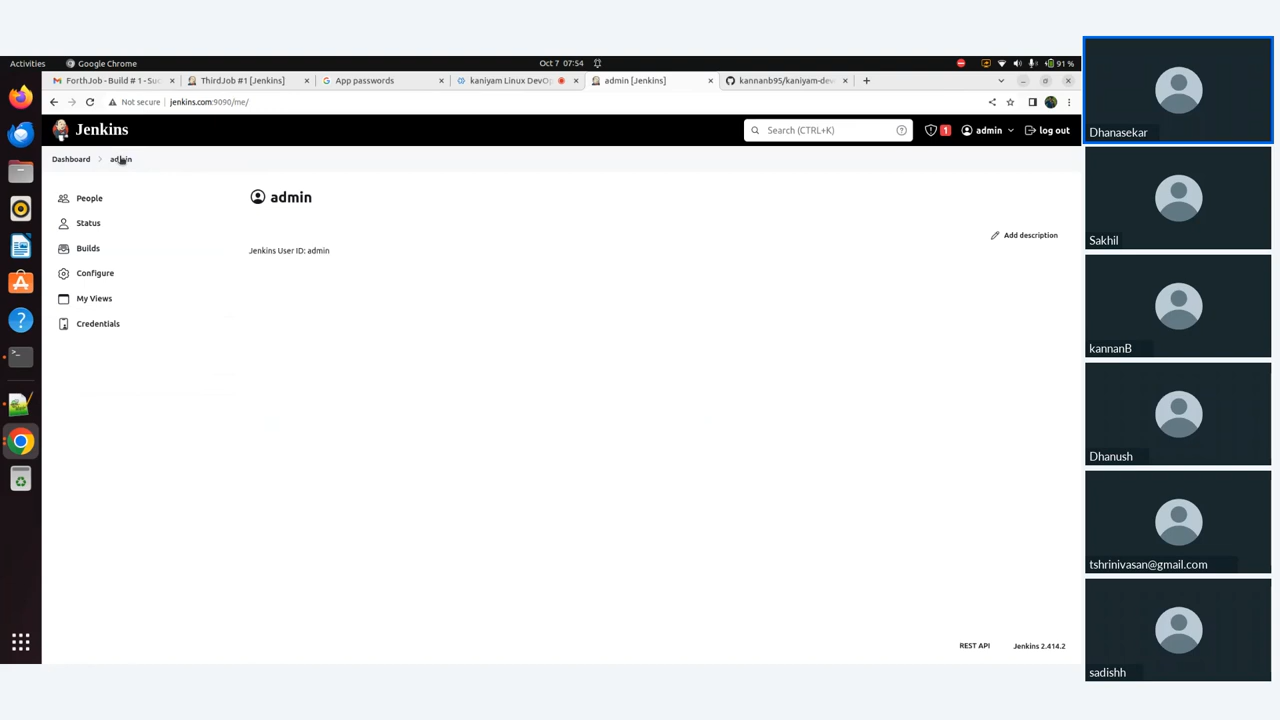 Activities
Google Chrome
Oct 7 07:54
91 %
ForthJob - Build # 1 - Suc
ThirdJob #1 [Jenkins]
App passwords
kaniyam Linux DevOp
admin [Jenkins]
kannanb95/kaniyam-dev
Not secure
jenkins.com:9090/me/
Jenkins
Search (CTRL+K)
1
admin
log out
Dashboard
admin
People
Status
Builds
Configure
My Views
Credentials
admin
Add description
Jenkins User ID: admin
REST API
Jenkins 2.414.2
Dhanasekar
Sakhil
kannanB
Dhanush
tshrinivasan@gmail.com
sadishh